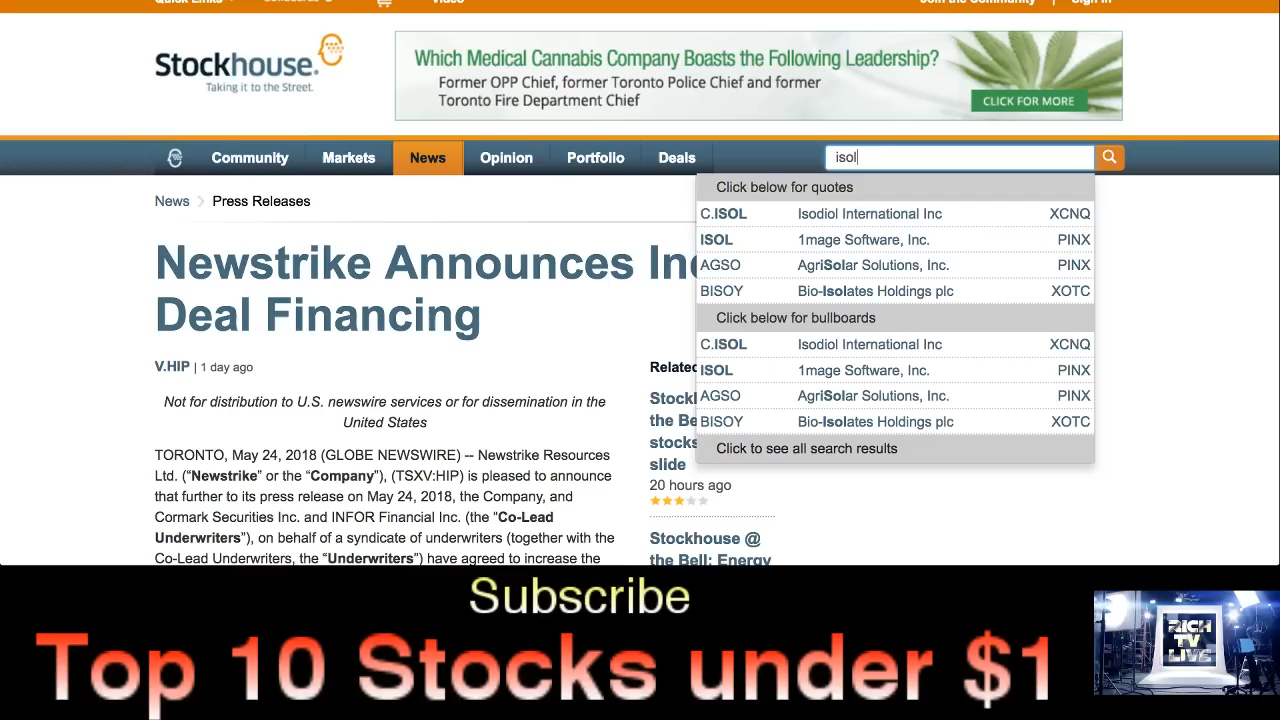 Quick Links
Video
Join the Community | Sign In
Stockhouse.
Taking it to the Street.
Which Medical Cannabis Company Boasts the Following Leadership?
Former OPP Chief, former Toronto Police Chief and former
Toronto Fire Department Chief
CLICK FOR MORE
Community Markets News Opinion Portfolio Deals
isol
News > Press Releases
Click below for quotes
C.ISOL Isodiol International Inc XCNQ
ISOL 1mage Software, Inc. PINX
AGSO AgriSolar Solutions, Inc. PINX
BISOY Bio-Isolates Holdings plc XOTC
Click below for bullboards
C.ISOL Isodiol International Inc XCNQ
ISOL 1mage Software, Inc. PINX
AGSO AgriSolar Solutions, Inc. PINX
BISOY Bio-Isolates Holdings plc XOTC
Click to see all search results
Newstrike Announces
Deal Financing
V.HIP | 1 day ago
Not for distribution to U.S. newswire services or for dissemination in the
United States
TORONTO, May 24, 2018 (GLOBE NEWSWIRE) -- Newstrike Resources
Ltd. (“Newstrike” or the “Company”), (TSXV:HIP) is pleased to announce
that further to its press release on May 24, 2018, the Company, and
Cormark Securities Inc. and INFOR Financial Inc. (the “Co-Lead
Underwriters”), on behalf of a syndicate of underwriters (together with the
Co-Lead Underwriters, the “Underwriters”) have agreed to increase the
Related
the Be
stocks
slide
20 hours ago
Stockhouse @
the Bell: Energy
Subscribe
Top 10 Stocks under $1
RICH
TV
LIVE